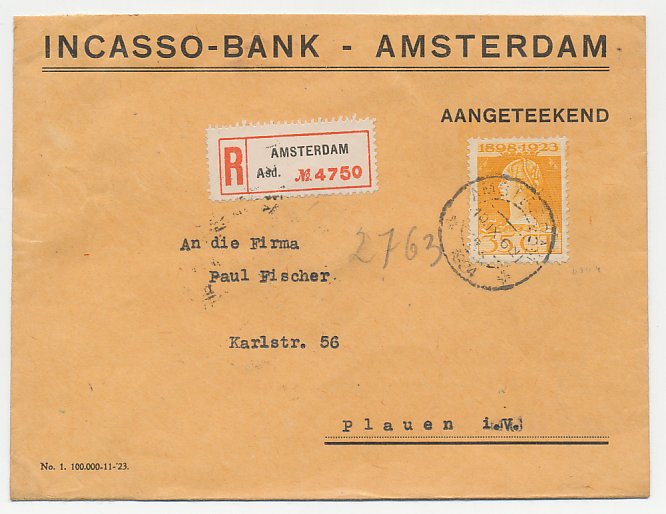 INCASSO-BANK - AMSTERDAM
AANGETEEKEND
R
AMSTERDAM
Asd. № 4750
1898-1923
35 C
An die Firma
Paul Fischer
2763
Karlstr. 56
Plauen i.V.
No. 1. 100.000-11-'23.